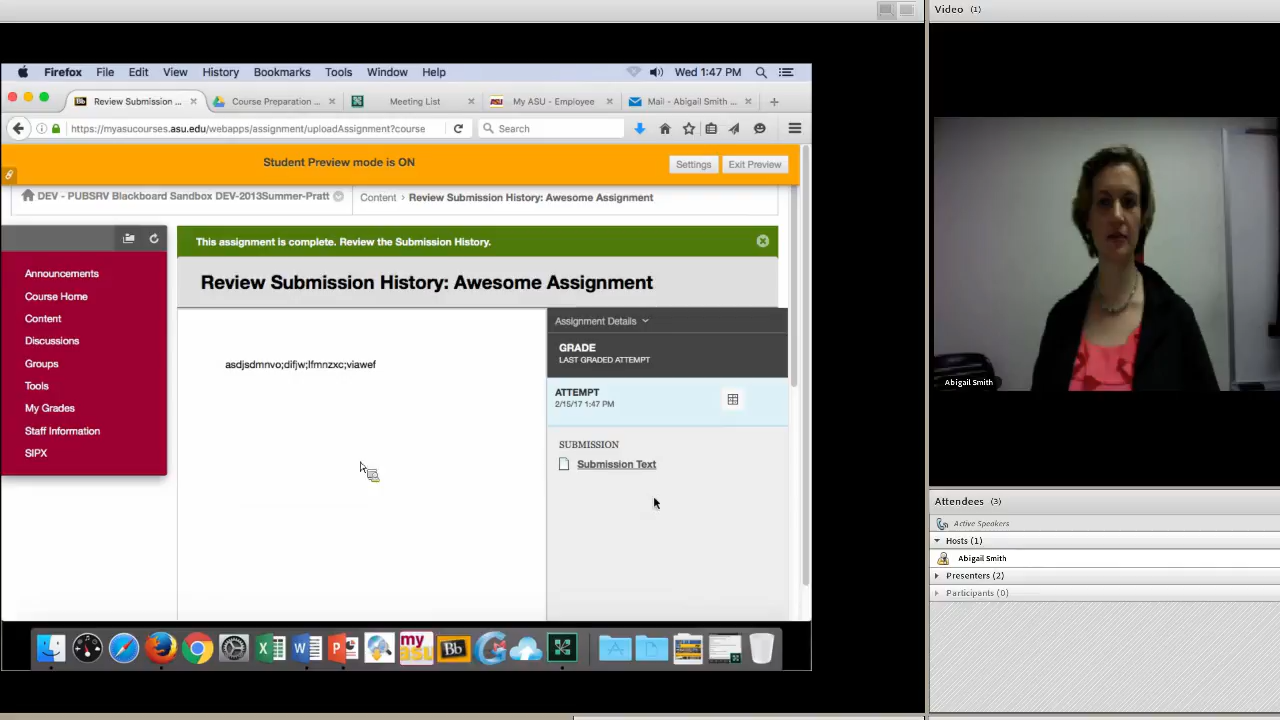 Video (1)
Firefox File Edit View History Bookmarks Tools Window Help Wed 1:47 PM
Review Submission ... Course Preparation ... Meeting List My ASU - Employee Mail - Abigail Smith ...
https://myasucourses.asu.edu/webapps/assignment/uploadAssignment?course Search
Student Preview mode is ON Settings Exit Preview
DEV - PUBSRV Blackboard Sandbox DEV-2013Summer-Pratt Content › Review Submission History: Awesome Assignment
This assignment is complete. Review the Submission History.
Review Submission History: Awesome Assignment
Announcements
Course Home
Content
Discussions
Groups
Tools
My Grades
Staff Information
SIPX
asdjsdmnvo;difjw;lfmnzxc;viawef
Assignment Details
GRADE
LAST GRADED ATTEMPT
ATTEMPT
2/15/17 1:47 PM
SUBMISSION
Submission Text
my
ASU
Bb
Abigail Smith
Attendees (3)
Active Speakers
Hosts (1)
Abigail Smith
Presenters (2)
Participants (0)